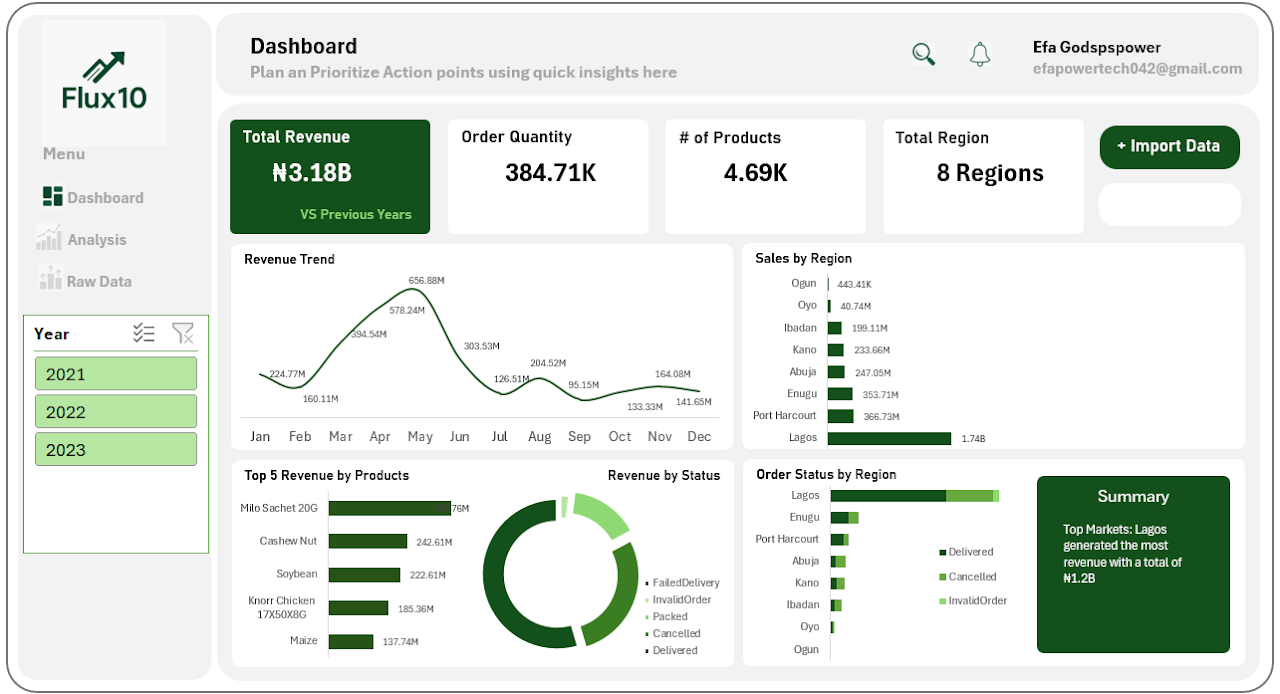 Flux10
Menu
Dashboard
Analysis
Raw Data
Year
2021
2022
2023
Dashboard
Plan an Prioritize Action points using quick insights here
Efa Godspspower
efapowertech042@gmail.com
Total Revenue
₦3.18B
VS Previous Years
Order Quantity
384.71K
# of Products
4.69K
Total Region
8 Regions
+ Import Data
Revenue Trend
224.77M
160.11M
394.54M
578.24M
656.88M
303.53M
126.51M
204.52M
95.15M
133.33M
164.08M
141.65M
Jan Feb Mar Apr May Jun Jul Aug Sep Oct Nov Dec
Sales by Region
Ogun 443.41K
Oyo 40.74M
Ibadan 199.11M
Kano 233.66M
Abuja 247.05M
Enugu 353.71M
Port Harcourt 366.73M
Lagos 1.74B
Top 5 Revenue by Products
Milo Sachet 20G 76M
Cashew Nut 242.61M
Soybean 222.61M
Knorr Chicken
17X50X8G 185.36M
Maize 137.74M
Revenue by Status
FailedDelivery
InvalidOrder
Packed
Cancelled
Delivered
Order Status by Region
Lagos
Enugu
Port Harcourt
Abuja
Kano
Ibadan
Oyo
Ogun
Delivered
Cancelled
InvalidOrder
Summary
Top Markets: Lagos
generated the most
revenue with a total of
₦1.2B